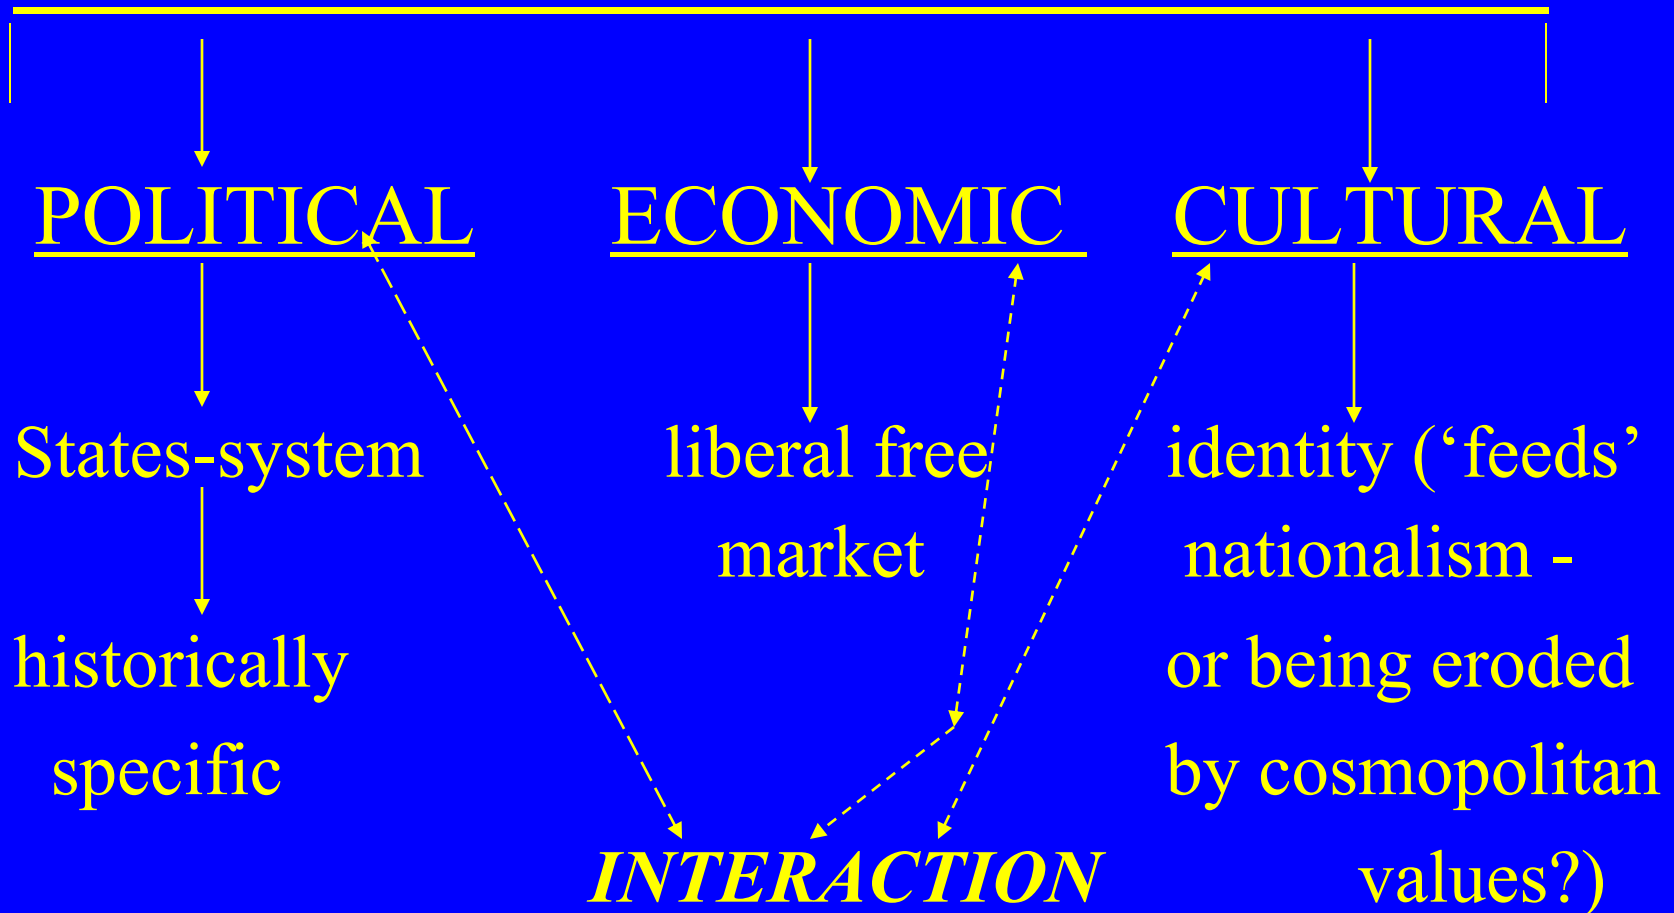 POLITICAL ECONOMIC CULTURAL
States-system liberal free identity (‘feeds’
market nationalism -
historically or being eroded
specific by cosmopolitan
INTERACTION values?)